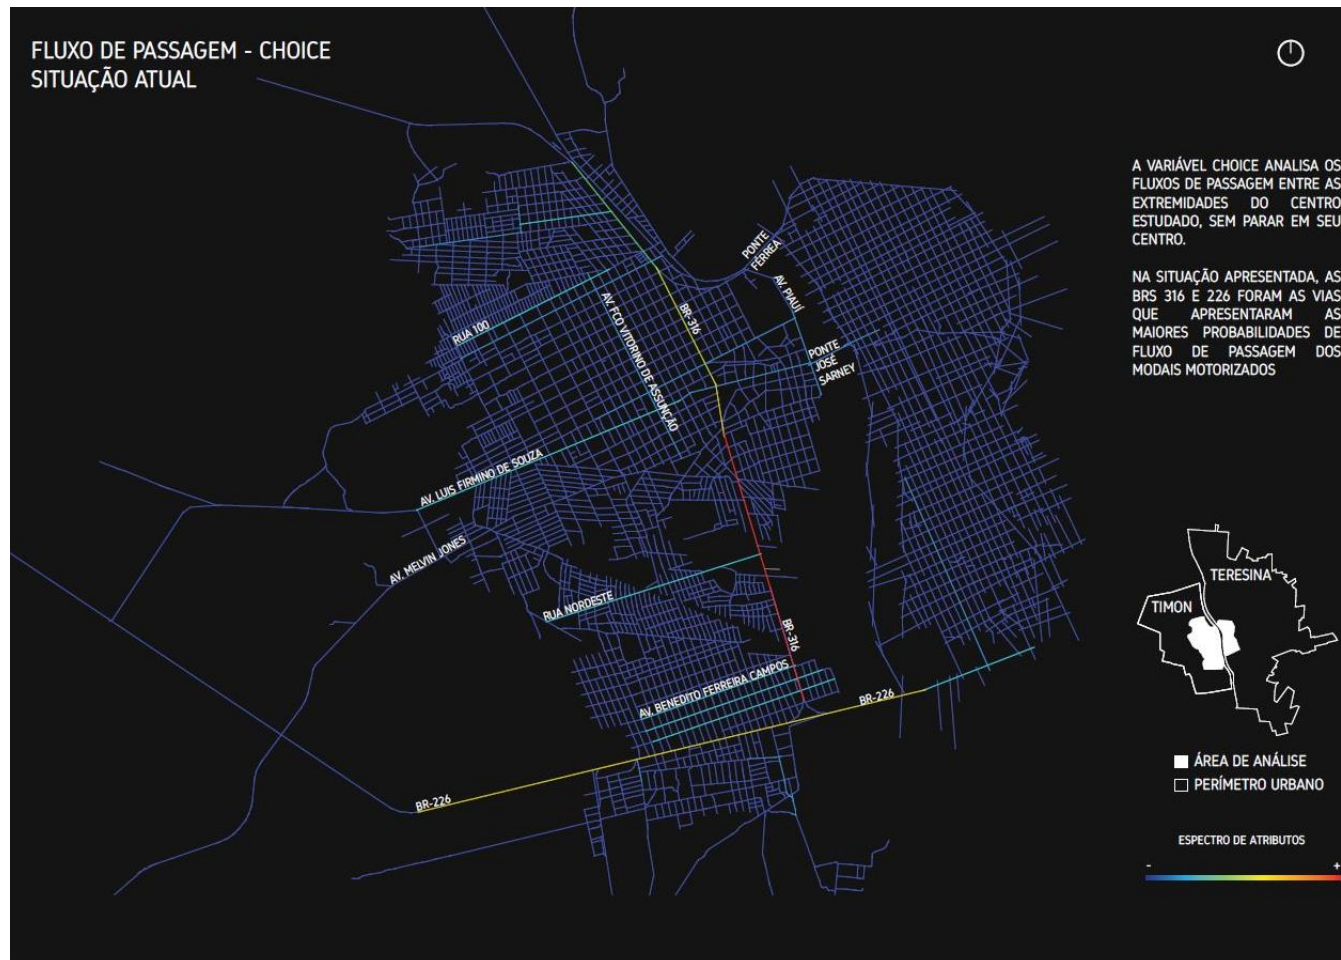 FLUXO DE PASSAGEM - CHOICE
SITUAÇÃO ATUAL
A VARIÁVEL CHOICE ANALISA OS
FLUXOS DE PASSAGEM ENTRE AS
EXTREMIDADES DO CENTRO
ESTUDADO, SEM PARAR EM SEU
CENTRO.
NA SITUAÇÃO APRESENTADA, AS
BRS 316 E 226 FORAM AS VIAS
QUE APRESENTARAM AS
MAIORES PROBABILIDADES DE
FLUXO DE PASSAGEM DOS
MODAIS MOTORIZADOS
PONTE
FÉRREA
AV. PIAUÍ
BR-316
RUA 100
AV. FCO VITORINO DE ASSUNÇÃO
PONTE
JOSÉ
SARNEY
AV. LUIS FIRMINO DE SOUZA
AV. MELVIN JONES
RUA NORDESTE
BR-316
AV. BENEDITO FERREIRA CAMPOS
BR-226
BR-226
TERESINA
TIMON
ÁREA DE ANÁLISE
PERÍMETRO URBANO
ESPECTRO DE ATRIBUTOS
- +